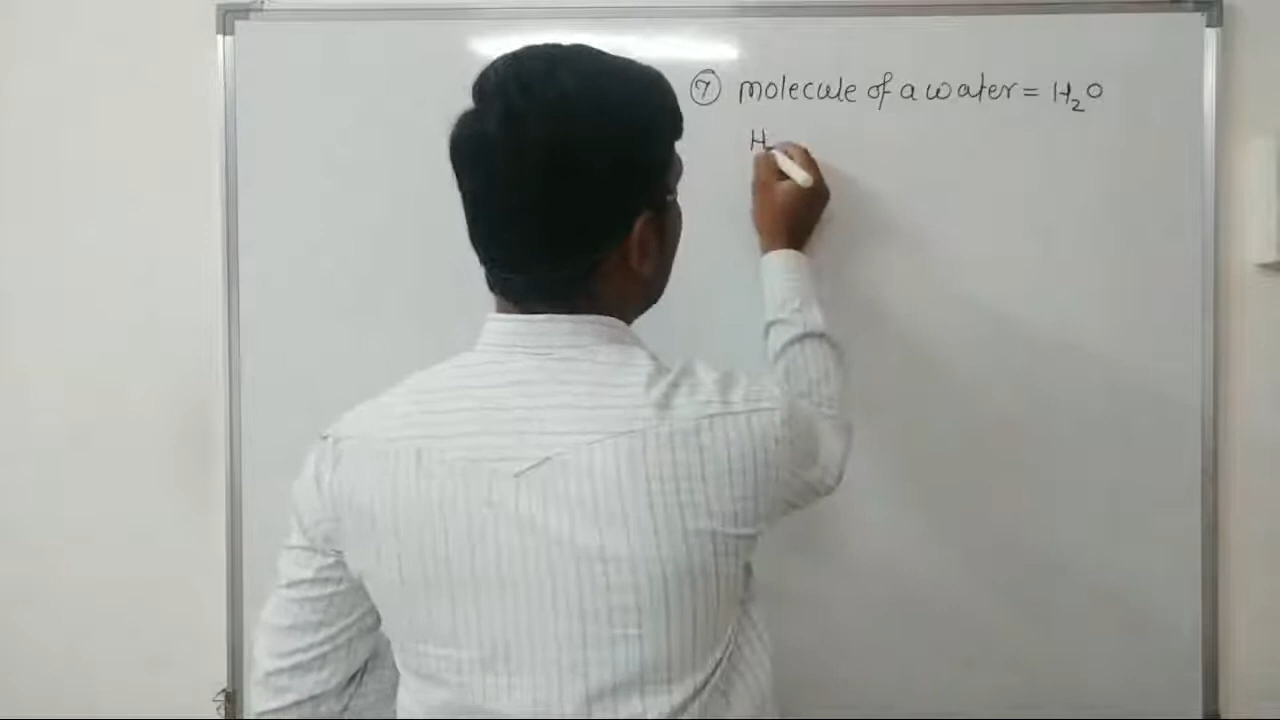 ⑦ molecule of a water = H₂O
H